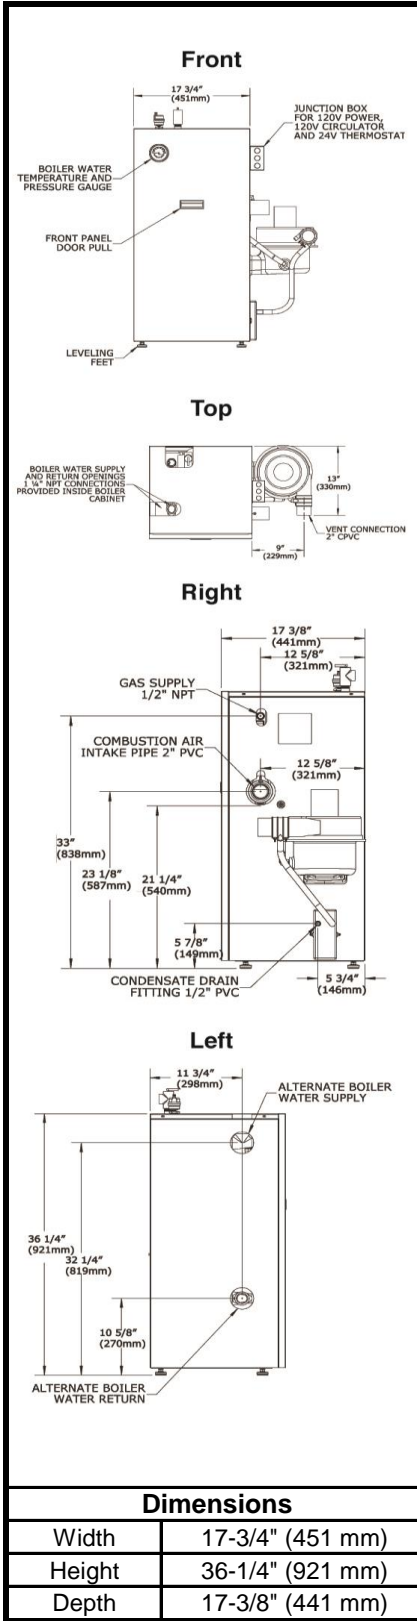 Front
17 3/4"
(451mm)
JUNCTION BOX
FOR 120V POWER,
120V CIRCULATOR
AND 24V THERMOSTAT
BOILER WATER
TEMPERATURE AND
PRESSURE GAUGE
FRONT PANEL
DOOR PULL
LEVELING
FEET
Top
BOILER WATER SUPPLY
AND RETURN OPENINGS
1 ¼" NPT CONNECTIONS
PROVIDED INSIDE BOILER
CABINET
13"
(330mm)
VENT CONNECTION
2" CPVC
9"
(229mm)
Right
17 3/8"
(441mm)
12 5/8"
(321mm)
GAS SUPPLY
1/2" NPT
COMBUSTION AIR
INTAKE PIPE 2" PVC
12 5/8"
(321mm)
33"
(838mm)
23 1/8"
(587mm)
21 1/4"
(540mm)
5 7/8"
(149mm)
CONDENSATE DRAIN
FITTING 1/2" PVC
5 3/4"
(146mm)
Left
11 3/4"
(298mm)
ALTERNATE BOILER
WATER SUPPLY
36 1/4"
(921mm)
32 1/4"
(819mm)
10 5/8"
(270mm)
ALTERNATE BOILER
WATER RETURN
Dimensions
Width 17-3/4" (451 mm)
Height 36-1/4" (921 mm)
Depth 17-3/8" (441 mm)